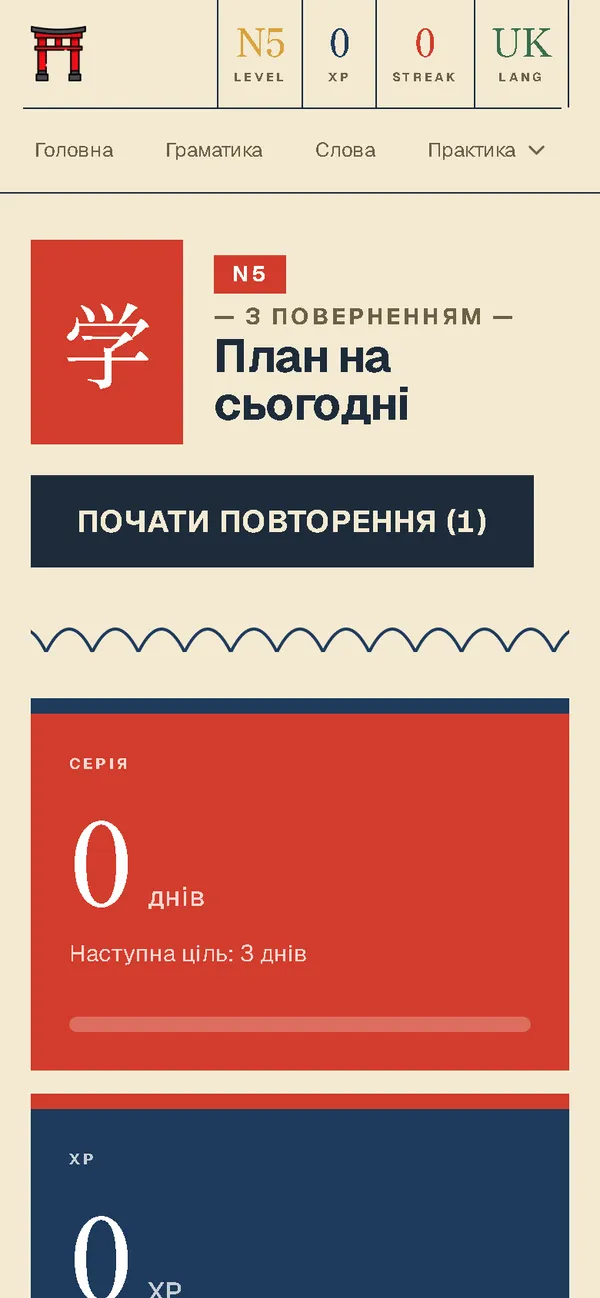 N5 0 0 UK
LEVEL XP STREAK LANG
Головна Граматика Слова Практика
学
N5
— З ПОВЕРНЕННЯМ —
План на
сьогодні
ПОЧАТИ ПОВТОРЕННЯ (1)
СЕРІЯ
0 днів
Наступна ціль: 3 днів
XP
0 XP